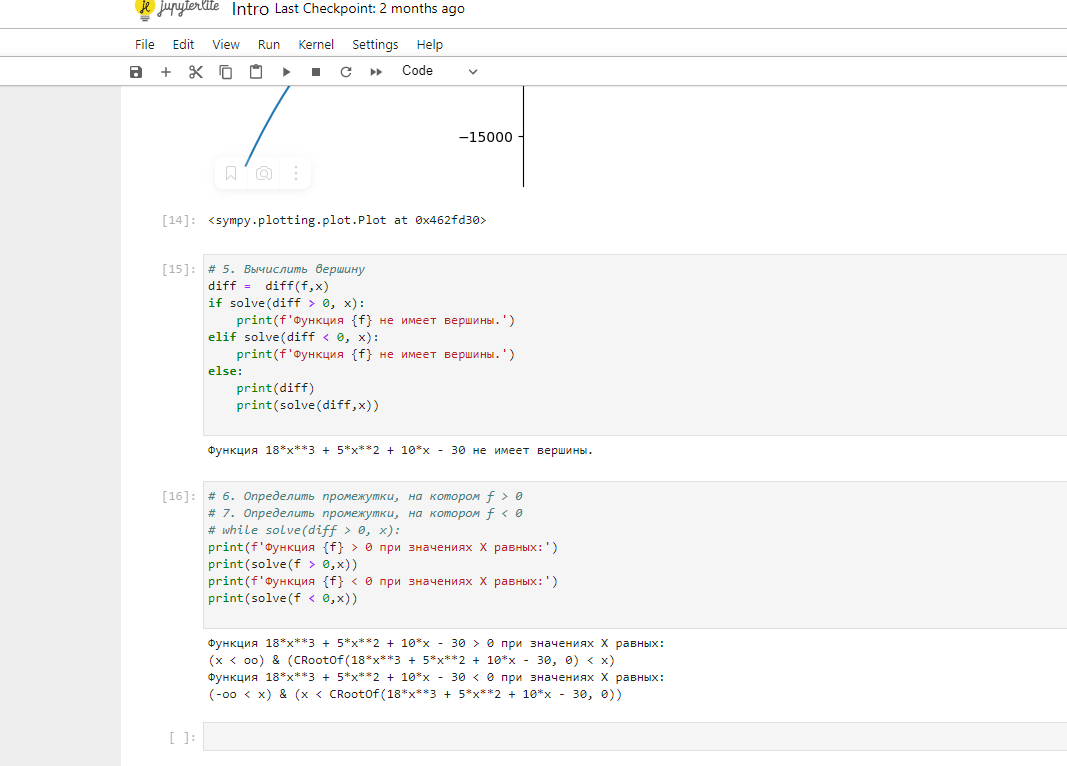 jupyterlite Intro Last Checkpoint: 2 months ago
File Edit View Run Kernel Settings Help
Code
−15000
[14]: <sympy.plotting.plot.Plot at 0x462fd30>
[15]: # 5. Вычислить вершину
diff =  diff(f,x)
if solve(diff > 0, x):
    print(f'Функция {f} не имеет вершины.')
elif solve(diff < 0, x):
    print(f'Функция {f} не имеет вершины.')
else:
    print(diff)
    print(solve(diff,x))
Функция 18*x**3 + 5*x**2 + 10*x - 30 не имеет вершины.
[16]: # 6. Определить промежутки, на котором f > 0
# 7. Определить промежутки, на котором f < 0
# while solve(diff > 0, x):
print(f'Функция {f} > 0 при значениях X равных:')
print(solve(f > 0,x))
print(f'Функция {f} < 0 при значениях X равных:')
print(solve(f < 0,x))
Функция 18*x**3 + 5*x**2 + 10*x - 30 > 0 при значениях X равных:
(x < oo) & (CRootOf(18*x**3 + 5*x**2 + 10*x - 30, 0) < x)
Функция 18*x**3 + 5*x**2 + 10*x - 30 < 0 при значениях X равных:
(-oo < x) & (x < CRootOf(18*x**3 + 5*x**2 + 10*x - 30, 0))
[ ]: